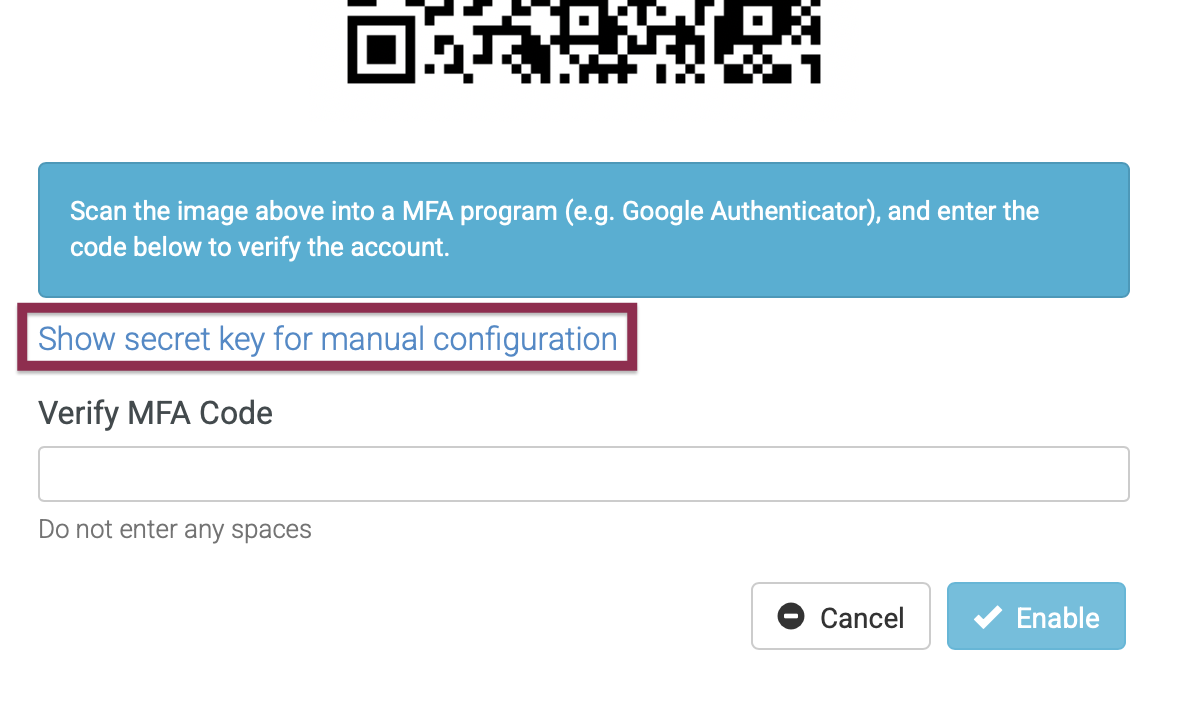 Scan the image above into a MFA program (e.g. Google Authenticator), and enter the
code below to verify the account.
Show secret key for manual configuration
Verify MFA Code
Do not enter any spaces
Cancel
Enable